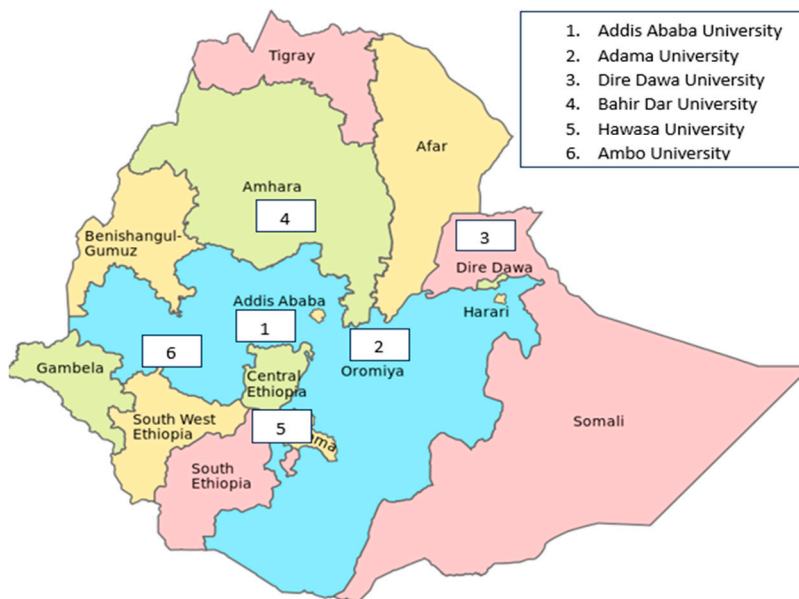 1. Addis Ababa University
2. Adama University
3. Dire Dawa University
4. Bahir Dar University
5. Hawasa University
6. Ambo University
Tigray
Afar
Amhara
4
Benishangul-
Gumuz
3
Dire Dawa
Addis Ababa
1
Harari
2
Oromiya
6
Gambela
Central
Ethiopia
South West
Ethiopia
5
Somali
South
Ethiopia